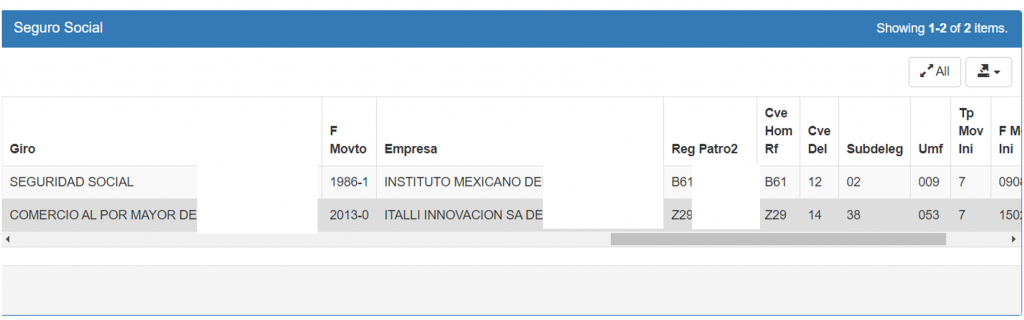 Seguro Social Showing 1-2 of 2 items.
All
Giro F Movto Empresa Reg Patro2 Cve Hom Rf Cve Del Subdeleg Umf Tp Mov Ini F M Ini
SEGURIDAD SOCIAL 1986-1 INSTITUTO MEXICANO DE B61 B61 12 02 009 7 090
COMERCIO AL POR MAYOR DE 2013-0 ITALLI INNOVACION SA DE Z29 Z29 14 38 053 7 150